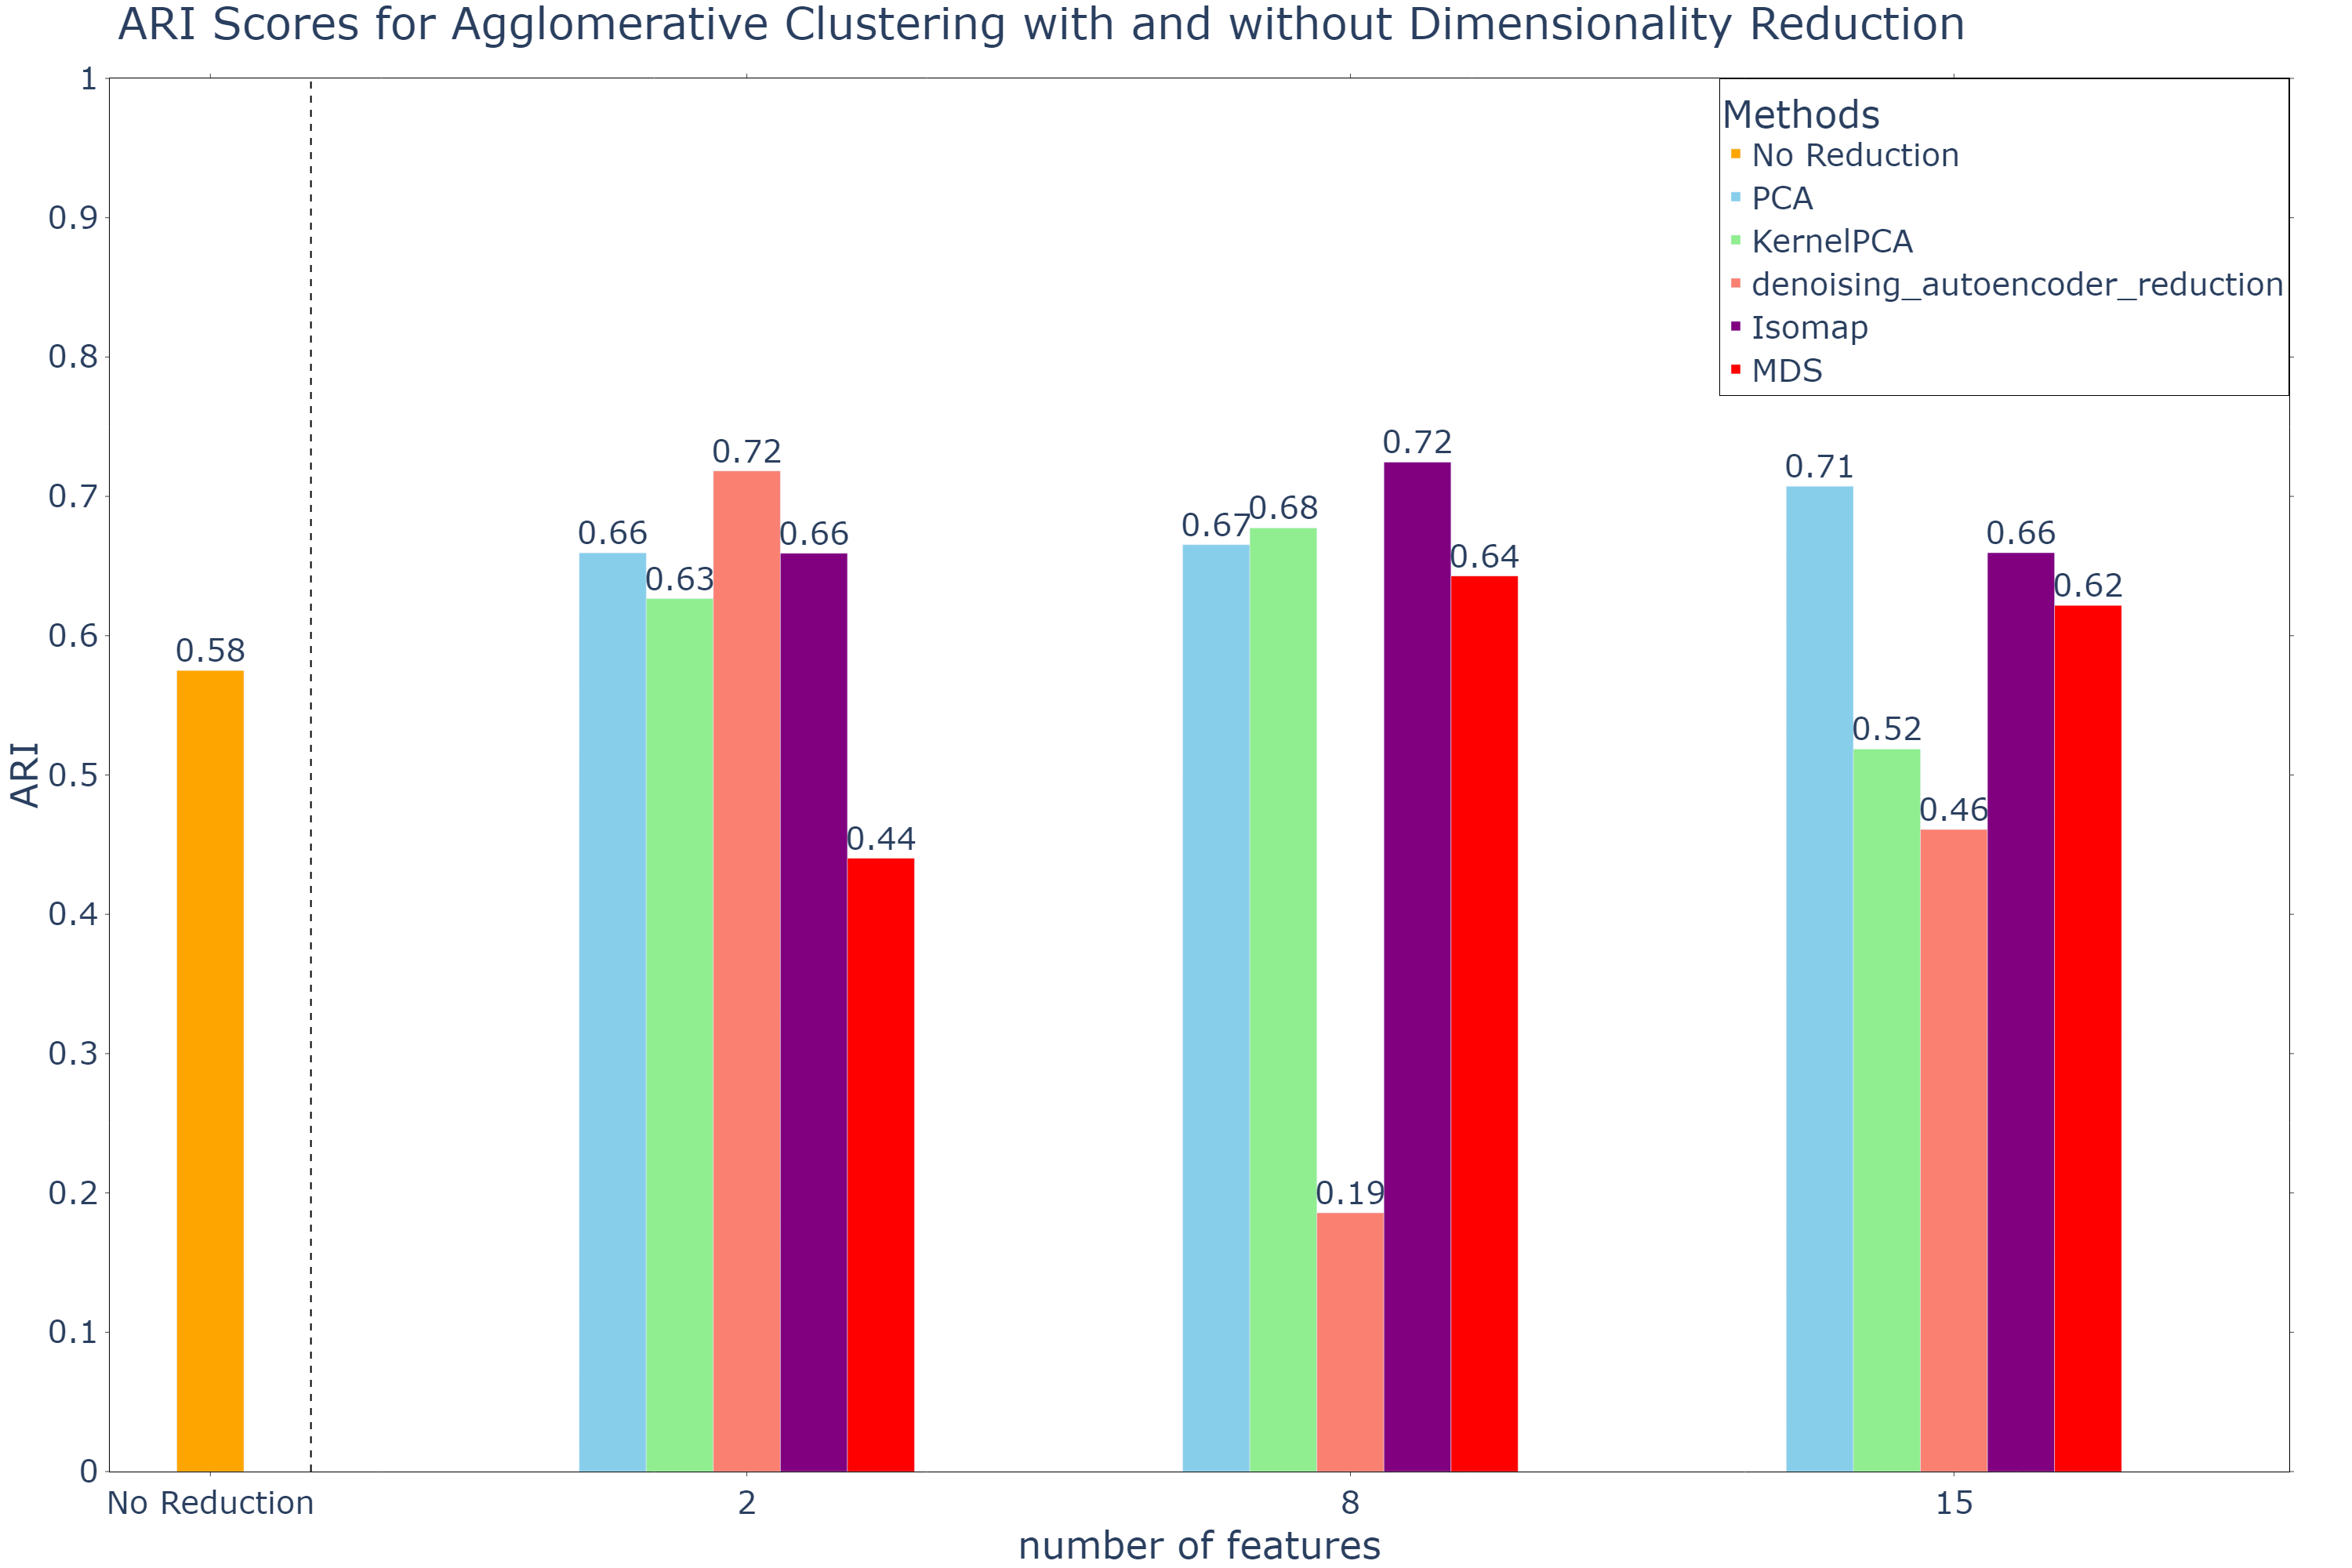 ARI Scores for Agglomerative Clustering with and without Dimensionality Reduction
Methods
No Reduction
PCA
KernelPCA
denoising_autoencoder_reduction
Isomap
MDS
ARI
1
0.9
0.8
0.7
0.6
0.5
0.4
0.3
0.2
0.1
0
0.58
0.66
0.63
0.72
0.66
0.44
0.67
0.68
0.19
0.72
0.64
0.71
0.52
0.46
0.66
0.62
No Reduction
2
8
15
number of features